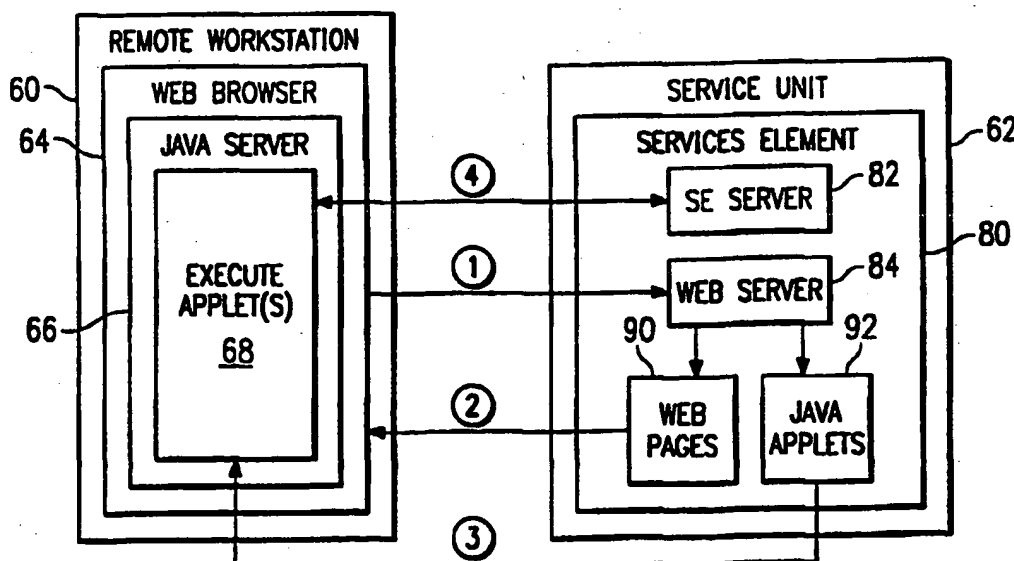 REMOTE WORKSTATION
60
WEB BROWSER
64
JAVA SERVER
66
EXECUTE
APPLET(S)
68
4
1
2
3
SERVICE UNIT
62
SERVICES ELEMENT
80
SE SERVER
82
WEB SERVER
84
90
WEB
PAGES
92
JAVA
APPLETS